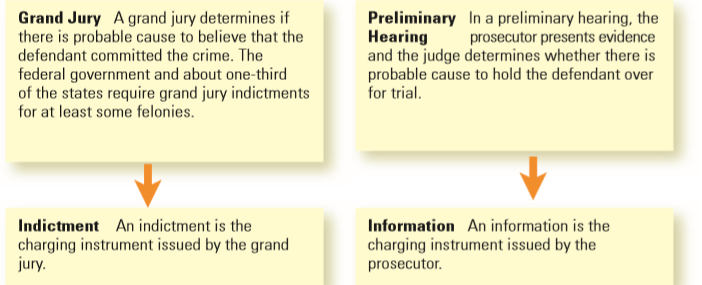 Grand Jury A grand jury determines if
there is probable cause to believe that the
defendant committed the crime. The
federal government and about one-third
of the states require grand jury indictments
for at least some felonies.
Preliminary In a preliminary hearing, the
Hearing prosecutor presents evidence
and the judge determines whether there is
probable cause to hold the defendant over
for trial.
Indictment An indictment is the
charging instrument issued by the grand
jury.
Information An information is the
charging instrument issued by the
prosecutor.